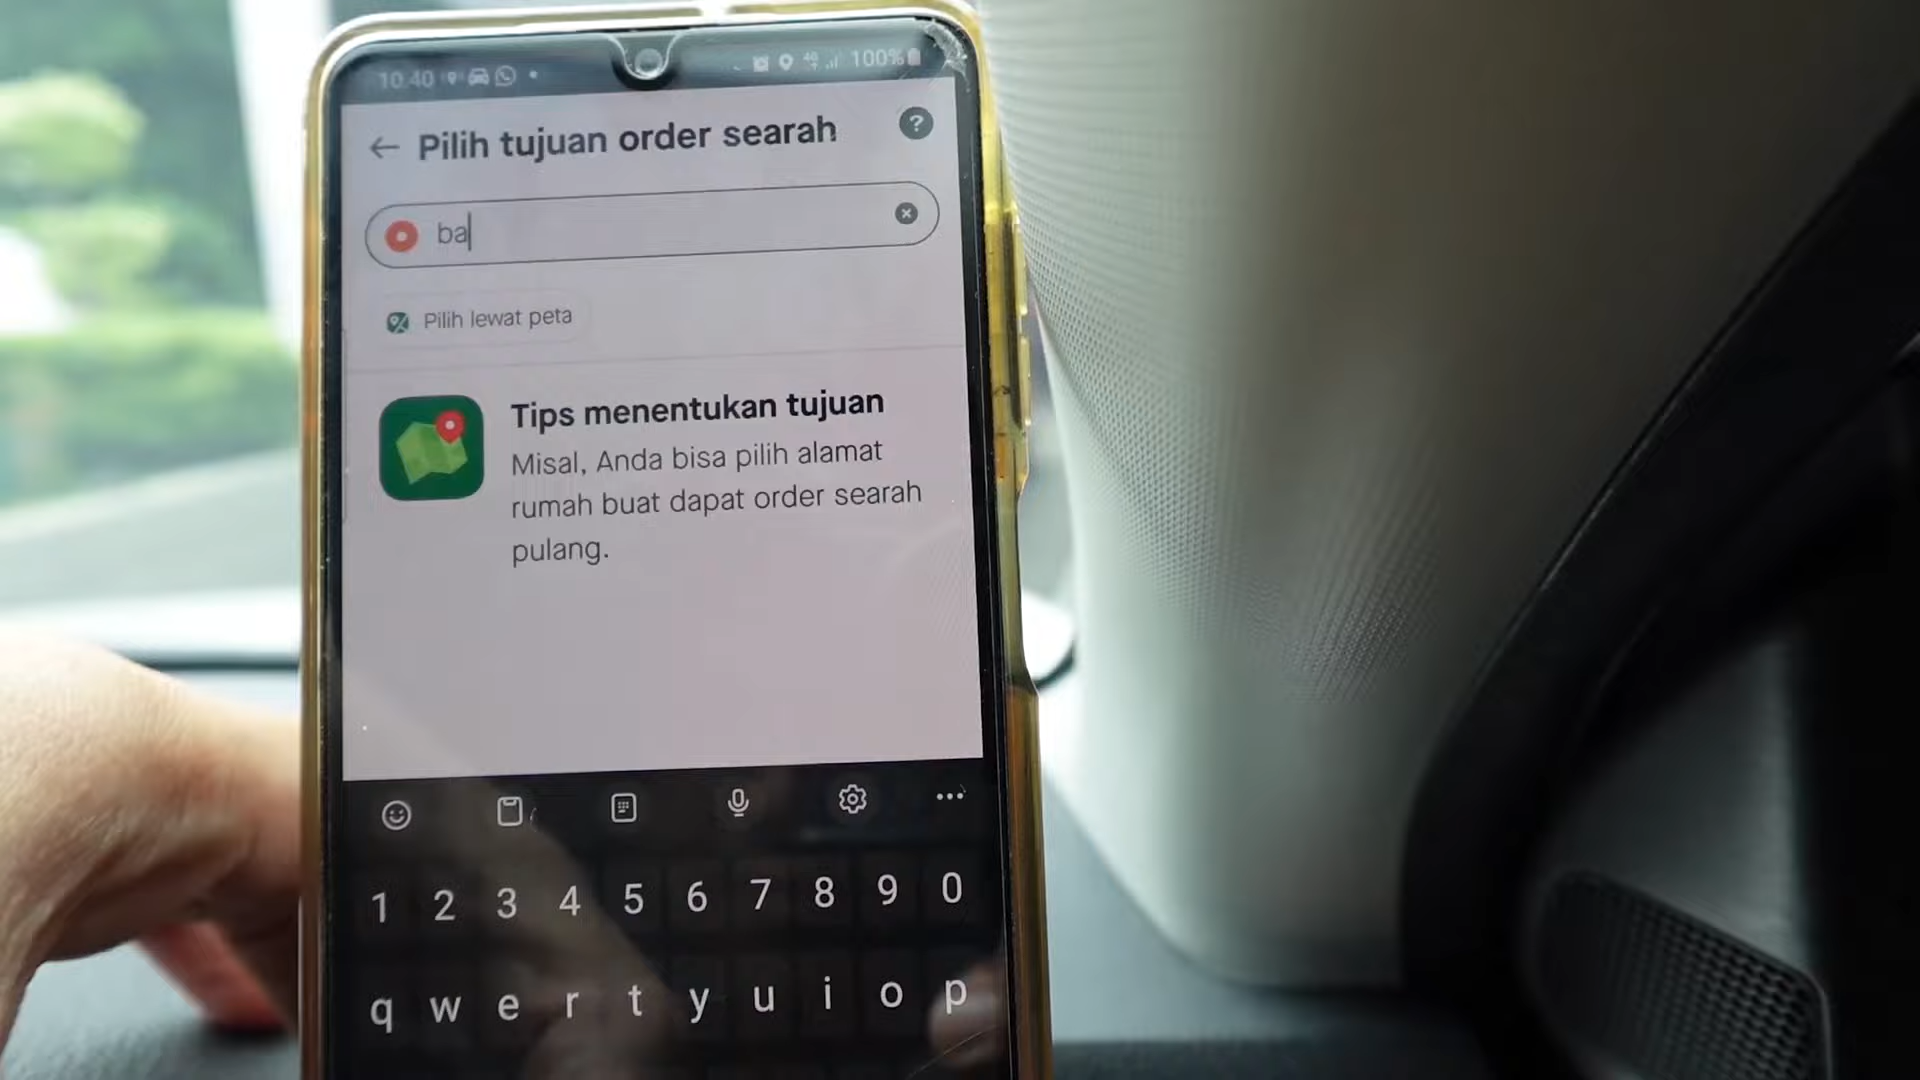 10.40
4G
100%
Pilih tujuan order searah
?
ba
Pilih lewat peta
Tips menentukan tujuan
Misal, Anda bisa pilih alamat
rumah buat dapat order searah
pulang.
1 2 3 4 5 6 7 8 9 0
q w e r t y u i o p